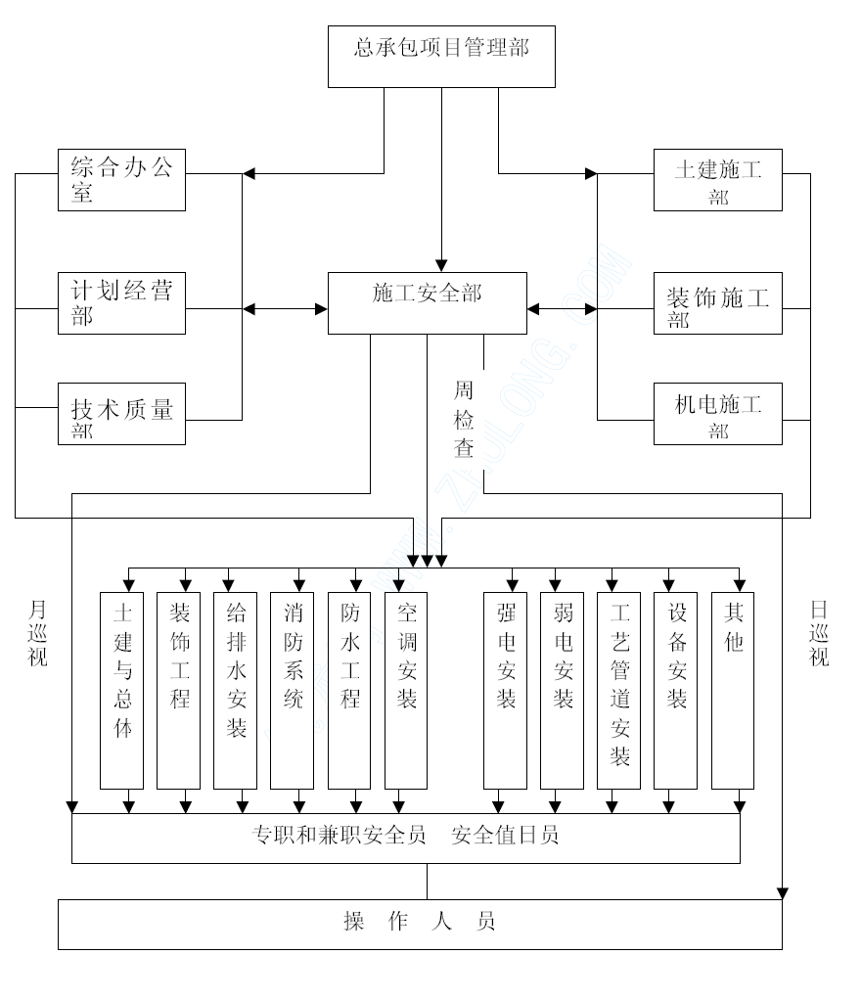 总承包项目管理部
综合办公
室
土建施工
部
计划经营
部
施工安全部
装饰施工
部
技术质量
部
周检查
机电施工
部
月巡视
土建与总体
装饰工程
给排水安装
消防系统
防水工程
空调安装
强电安装
弱电安装
工艺管道安装
设备安装
其他
日巡视
专职和兼职安全员 安全值日员
操 作 人 员